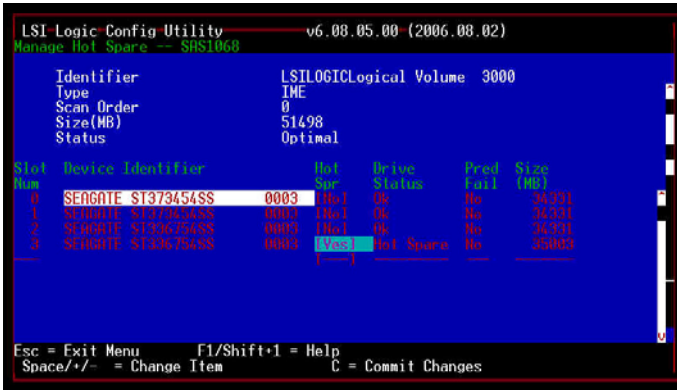 LSI Logic Config Utility v6.08.05.00 (2006.08.02)
Manage Hot Spare -- SAS1068
Identifier LSILOGICLogical Volume 3000
Type IME
Scan Order 0
Size(MB) 51498
Status Optimal
Slot Device Identifier Hot Drive Pred Size
Num Spr Status Fail (MB)
0 SEAGATE ST373454SS 0003 [No] Ok No 34331
1 SEAGATE ST373454SS 0003 [No] Ok No 34331
2 SEAGATE ST336754SS 0003 [No] Ok No 34331
3 SEAGATE ST336754SS 0003 [Yes] Hot Spare No 35003
Esc = Exit Menu F1/Shift+1 = Help
Space/+/- = Change Item C = Commit Changes